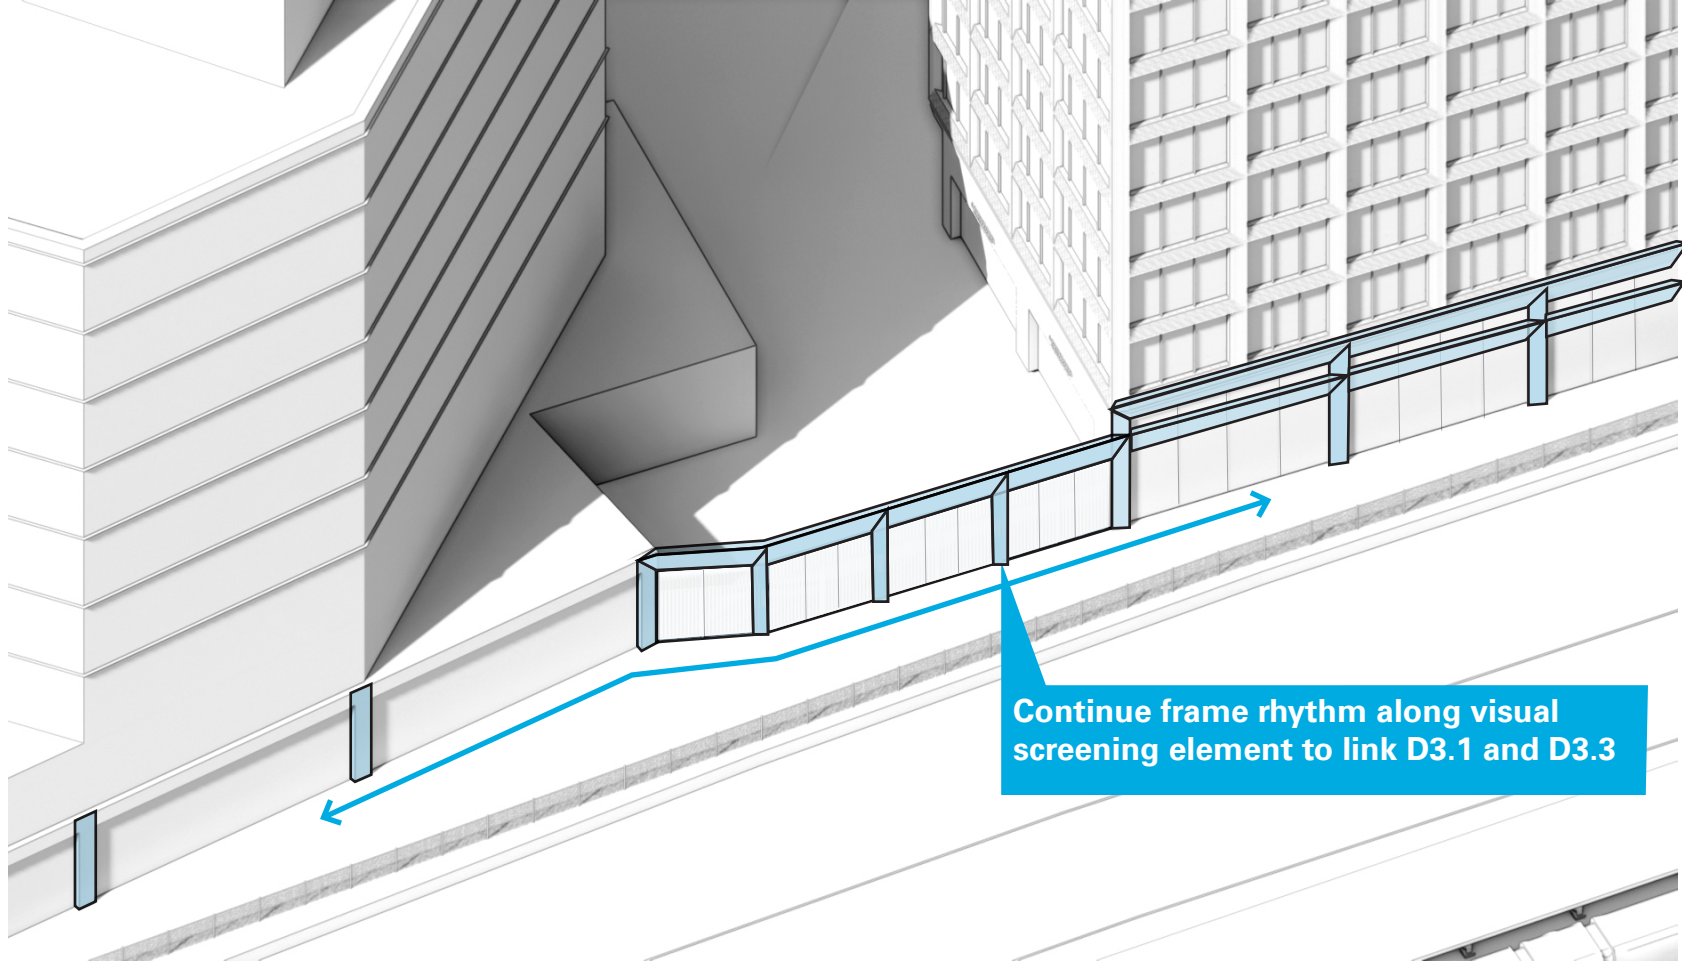 Continue frame rhythm along visual
screening element to link D3.1 and D3.3